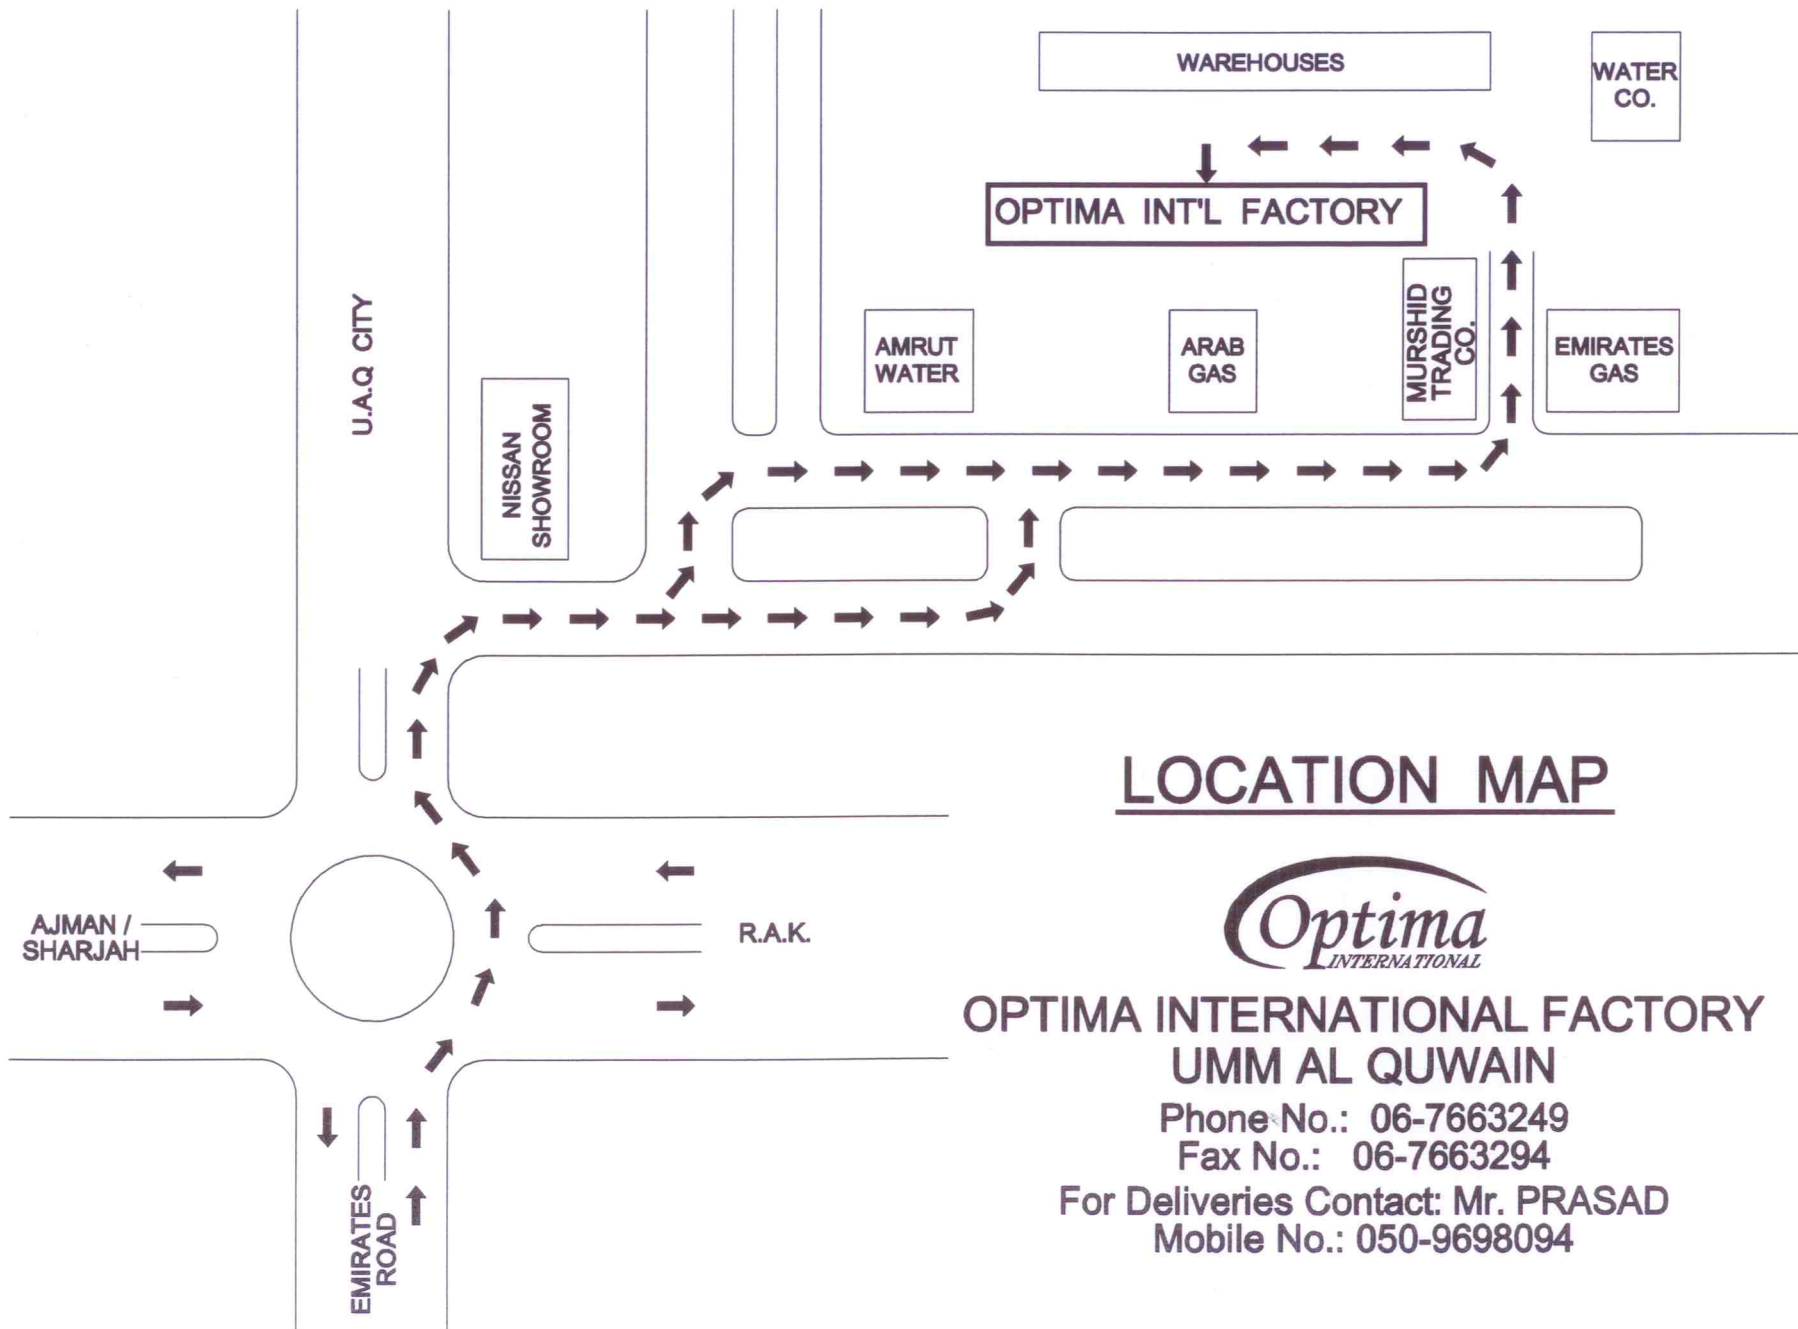 WAREHOUSES
WATER
CO.
OPTIMA INT'L FACTORY
U.A.Q CITY
NISSAN
SHOWROOM
AMRUT
WATER
ARAB
GAS
MURSHID
TRADING
CO.
EMIRATES
GAS
LOCATION MAP
AJMAN /
SHARJAH
R.A.K.
EMIRATES
ROAD
Optima
INTERNATIONAL
OPTIMA INTERNATIONAL FACTORY
UMM AL QUWAIN
Phone No.: 06-7663249
Fax No.: 06-7663294
For Deliveries Contact: Mr. PRASAD
Mobile No.: 050-9698094